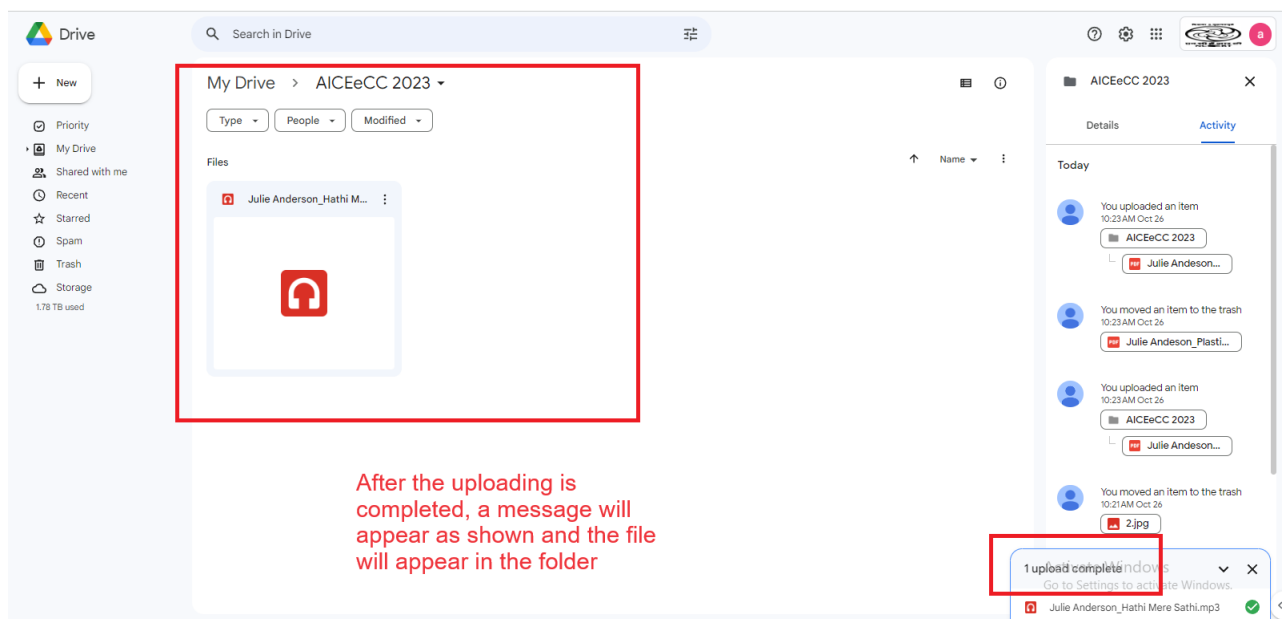 Drive
Search in Drive
a
New
Priority
My Drive
Shared with me
Recent
Starred
Spam
Trash
Storage
1.78 TB used
My Drive > AICEeCC 2023
Type
People
Modified
Files
Name
Julie Anderson_Hathi M...
After the uploading is
completed, a message will
appear as shown and the file
will appear in the folder
AICEeCC 2023
Details
Activity
Today
You uploaded an item
10:23 AM Oct 26
AICEeCC 2023
PDF Julie Andeson...
You moved an item to the trash
10:23 AM Oct 26
PDF Julie Andeson_Plasti...
You uploaded an item
10:23 AM Oct 26
AICEeCC 2023
PDF Julie Andeson...
You moved an item to the trash
10:21 AM Oct 26
2.jpg
1 upload complete
Activate Windows
Go to Settings to activate Windows.
Julie Anderson_Hathi Mere Sathi.mp3